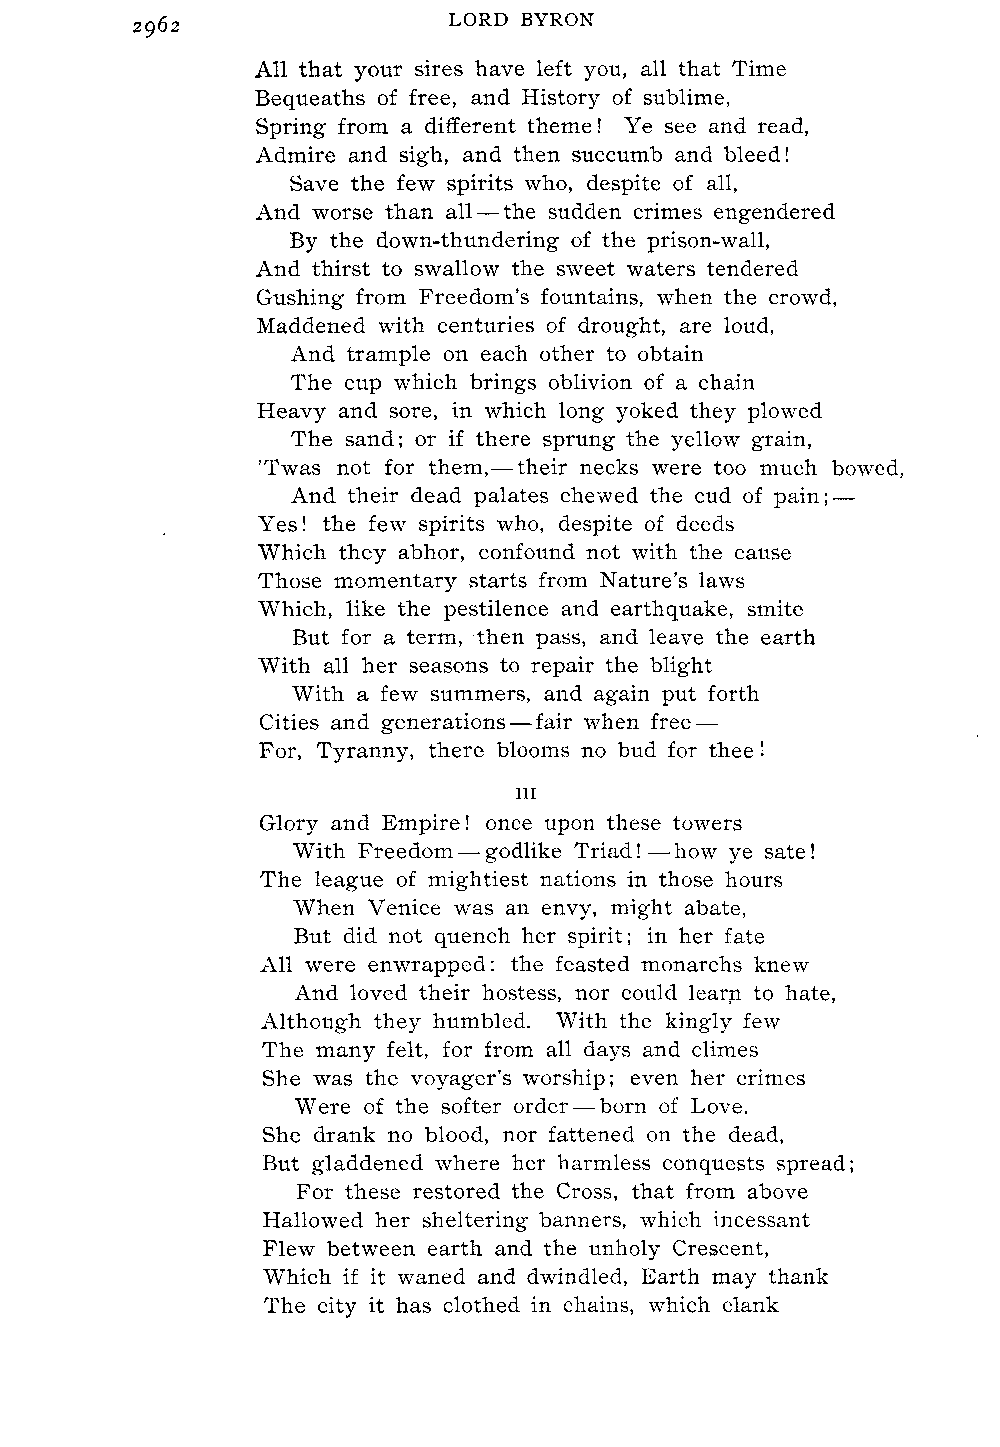 2962
LORD BYRON
All that your sires have left you, all that Time
Bequeaths of free, and History of sublime,
Spring from a different theme! Ye see and read,
Admire and sigh, and then succumb and bleed!
Save the few spirits who, despite of all,
And worse than all—the sudden crimes engendered
By the down-thundering of the prison-wall,
And thirst to swallow the sweet waters tendered
Gushing from Freedom's fountains, when the crowd,
Maddened with centuries of drought, are loud,
And trample on each other to obtain
The cup which brings oblivion of a chain
Heavy and sore, in which long yoked they plowed
The sand; or if there sprung the yellow grain,
'Twas not for them,—their necks were too much bowed,
And their dead palates chewed the cud of pain;—
Yes! the few spirits who, despite of deeds
Which they abhor, confound not with the cause
Those momentary starts from Nature's laws
Which, like the pestilence and earthquake, smite
But for a term, then pass, and leave the earth
With all her seasons to repair the blight
With a few summers, and again put forth
Cities and generations—fair when free—
For, Tyranny, there blooms no bud for thee!
III
Glory and Empire! once upon these towers
With Freedom—godlike Triad!—how ye sate!
The league of mightiest nations in those hours
When Venice was an envy, might abate,
But did not quench her spirit; in her fate
All were enwrapped: the feasted monarchs knew
And loved their hostess, nor could learn to hate,
Although they humbled. With the kingly few
The many felt, for from all days and climes
She was the voyager's worship; even her crimes
Were of the softer order—born of Love.
She drank no blood, nor fattened on the dead,
But gladdened where her harmless conquests spread;
For these restored the Cross, that from above
Hallowed her sheltering banners, which incessant
Flew between earth and the unholy Crescent,
Which if it waned and dwindled, Earth may thank
The city it has clothed in chains, which clank